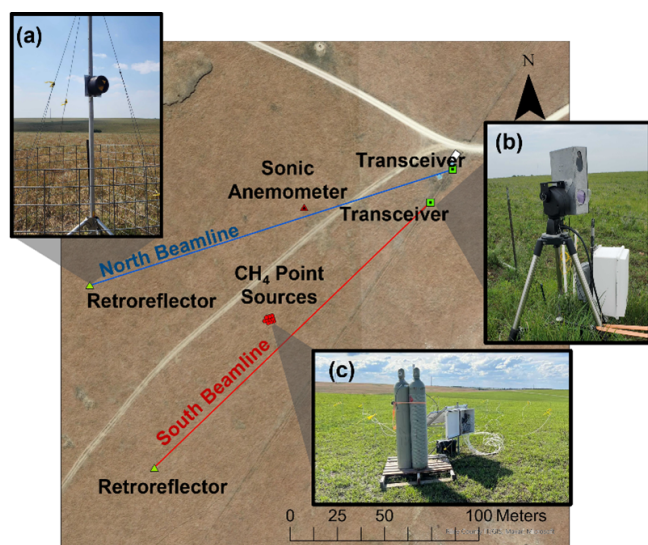 (a)
N
(b)
Transceiver
Sonic
Anemometer
Transceiver
North Beamline
CH₄ Point
Sources
Retroreflector
South Beamline
(c)
Retroreflector
0 25 50 100 Meters